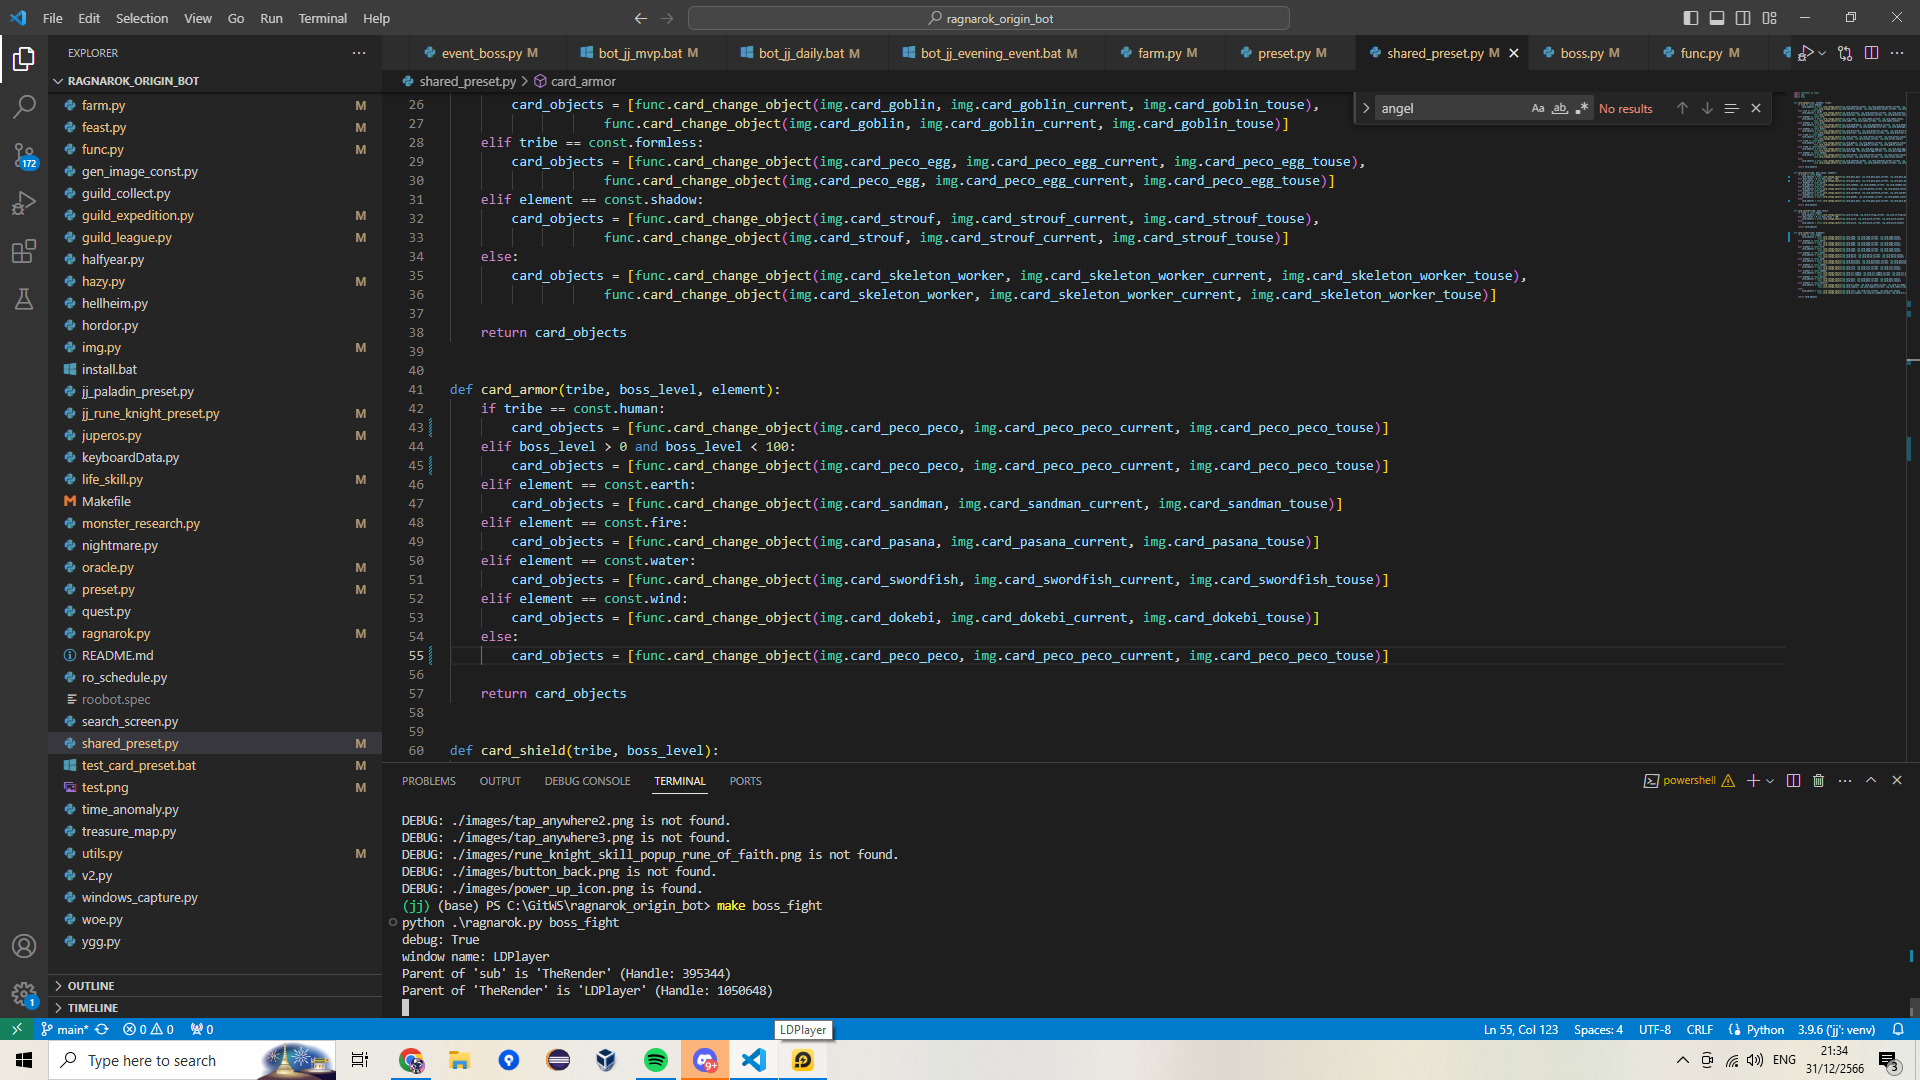 File Edit Selection View Go Run Terminal Help
ragnarok_origin_bot
EXPLORER
RAGNAROK_ORIGIN_BOT
farm.py M
feast.py M
func.py M
gen_image_const.py
guild_collect.py
guild_expedition.py M
guild_league.py M
halfyear.py
hazy.py M
hellheim.py
hordor.py
img.py M
install.bat
jj_paladin_preset.py
jj_rune_knight_preset.py M
juperos.py M
keyboardData.py
life_skill.py M
Makefile
monster_research.py M
nightmare.py
oracle.py M
preset.py M
quest.py
ragnarok.py M
README.md
ro_schedule.py
roobot.spec
search_screen.py
shared_preset.py M
test_card_preset.bat M
test.png M
time_anomaly.py
treasure_map.py
utils.py M
v2.py
windows_capture.py
woe.py
ygg.py
OUTLINE
TIMELINE
172
1
event_boss.py M bot_jj_mvp.bat M bot_jj_daily.bat M bot_jj_evening_event.bat M farm.py M preset.py M shared_preset.py M boss.py M func.py M
shared_preset.py > card_armor
angel Aa ab No results
26 card_objects = [func.card_change_object(img.card_goblin, img.card_goblin_current, img.card_goblin_touse),
27 func.card_change_object(img.card_goblin, img.card_goblin_current, img.card_goblin_touse)]
28 elif tribe == const.formless:
29 card_objects = [func.card_change_object(img.card_peco_egg, img.card_peco_egg_current, img.card_peco_egg_touse),
30 func.card_change_object(img.card_peco_egg, img.card_peco_egg_current, img.card_peco_egg_touse)]
31 elif element == const.shadow:
32 card_objects = [func.card_change_object(img.card_strouf, img.card_strouf_current, img.card_strouf_touse),
33 func.card_change_object(img.card_strouf, img.card_strouf_current, img.card_strouf_touse)]
34 else:
35 card_objects = [func.card_change_object(img.card_skeleton_worker, img.card_skeleton_worker_current, img.card_skeleton_worker_touse),
36 func.card_change_object(img.card_skeleton_worker, img.card_skeleton_worker_current, img.card_skeleton_worker_touse)]
37
38 return card_objects
39
40
41 def card_armor(tribe, boss_level, element):
42 if tribe == const.human:
43 card_objects = [func.card_change_object(img.card_peco_peco, img.card_peco_peco_current, img.card_peco_peco_touse)]
44 elif boss_level > 0 and boss_level < 100:
45 card_objects = [func.card_change_object(img.card_peco_peco, img.card_peco_peco_current, img.card_peco_peco_touse)]
46 elif element == const.earth:
47 card_objects = [func.card_change_object(img.card_sandman, img.card_sandman_current, img.card_sandman_touse)]
48 elif element == const.fire:
49 card_objects = [func.card_change_object(img.card_pasana, img.card_pasana_current, img.card_pasana_touse)]
50 elif element == const.water:
51 card_objects = [func.card_change_object(img.card_swordfish, img.card_swordfish_current, img.card_swordfish_touse)]
52 elif element == const.wind:
53 card_objects = [func.card_change_object(img.card_dokebi, img.card_dokebi_current, img.card_dokebi_touse)]
54 else:
55 card_objects = [func.card_change_object(img.card_peco_peco, img.card_peco_peco_current, img.card_peco_peco_touse)]
56
57 return card_objects
58
59
60 def card_shield(tribe, boss_level):
PROBLEMS OUTPUT DEBUG CONSOLE TERMINAL PORTS
powershell
DEBUG: ./images/tap_anywhere2.png is not found.
DEBUG: ./images/tap_anywhere3.png is not found.
DEBUG: ./images/rune_knight_skill_popup_rune_of_faith.png is not found.
DEBUG: ./images/button_back.png is not found.
DEBUG: ./images/power_up_icon.png is found.
(jj) (base) PS C:\GitWS\ragnarok_origin_bot> make boss_fight
python .\ragnarok.py boss_fight
debug: True
window name: LDPlayer
Parent of 'sub' is 'TheRender' (Handle: 395344)
Parent of 'TheRender' is 'LDPlayer' (Handle: 1050648)
main* 0 0 0
LDPlayer
Ln 55, Col 123 Spaces: 4 UTF-8 CRLF Python 3.9.6 ('jj': venv)
Type here to search
9+
ENG
21:34
31/12/2566
3